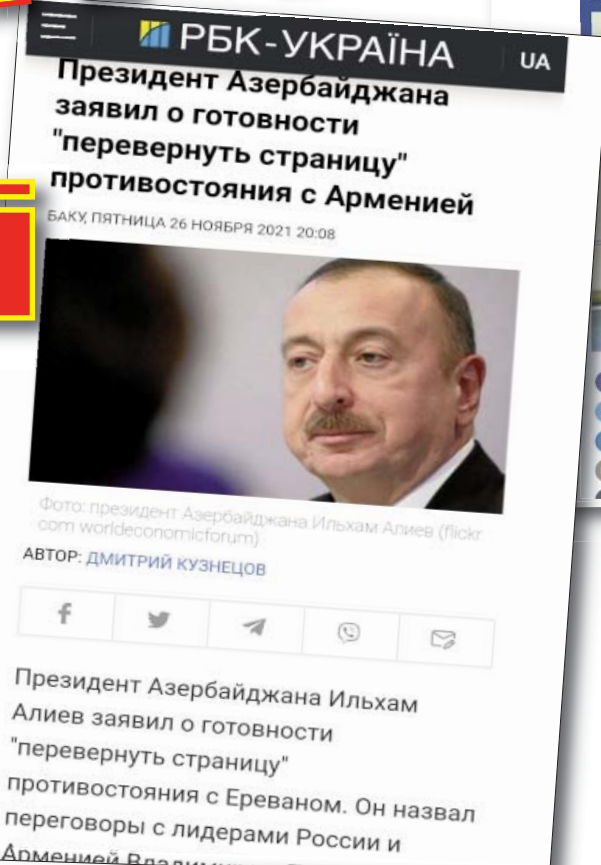 РБК-УКРАЇНА
UA
Президент Азербайджана
заявил о готовности
"перевернуть страницу"
противостояния с Арменией
БАКУ, ПЯТНИЦА 26 НОЯБРЯ 2021 20:08
Фото: президент Азербайджана Ильхам Алиев (flickr
com worldeconomicforum)
АВТОР: ДМИТРИЙ КУЗНЕЦОВ
Президент Азербайджана Ильхам
Алиев заявил о готовности
"перевернуть страницу"
противостояния с Ереваном. Он назвал
переговоры с лидерами России и
Арменией